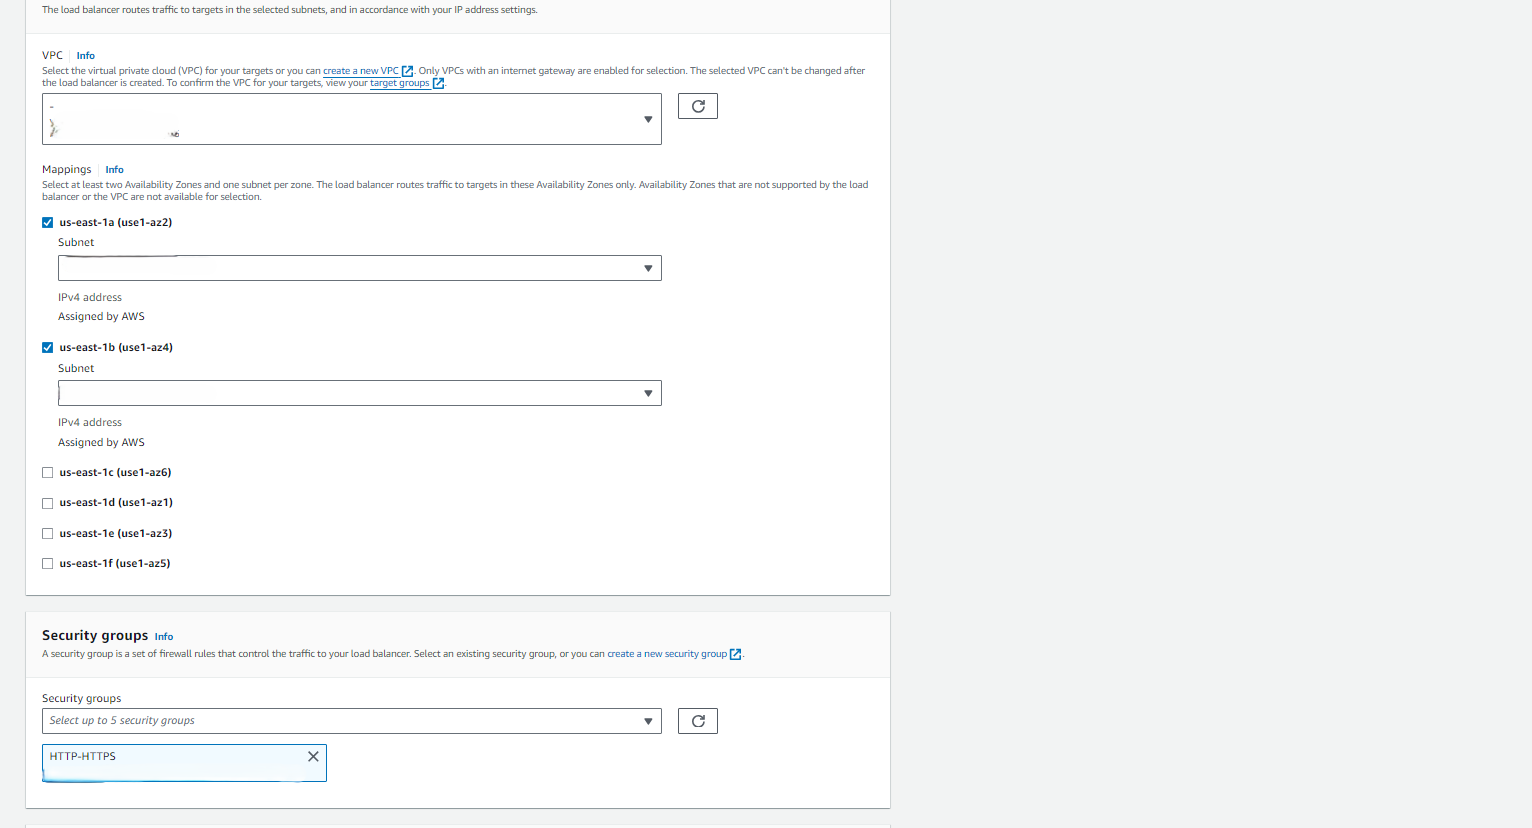 The load balancer routes traffic to targets in the selected subnets, and in accordance with your IP address settings.
VPC Info
Select the virtual private cloud (VPC) for your targets or you can create a new VPC. Only VPCs with an internet gateway are enabled for selection. The selected VPC can't be changed after
the load balancer is created. To confirm the VPC for your targets, view your target groups.
-
Mappings Info
Select at least two Availability Zones and one subnet per zone. The load balancer routes traffic to targets in these Availability Zones only. Availability Zones that are not supported by the load
balancer or the VPC are not available for selection.
us-east-1a (use1-az2)
Subnet
IPv4 address
Assigned by AWS
us-east-1b (use1-az4)
Subnet
IPv4 address
Assigned by AWS
us-east-1c (use1-az6)
us-east-1d (use1-az1)
us-east-1e (use1-az3)
us-east-1f (use1-az5)
Security groups Info
A security group is a set of firewall rules that control the traffic to your load balancer. Select an existing security group, or you can create a new security group.
Security groups
Select up to 5 security groups
HTTP-HTTPS